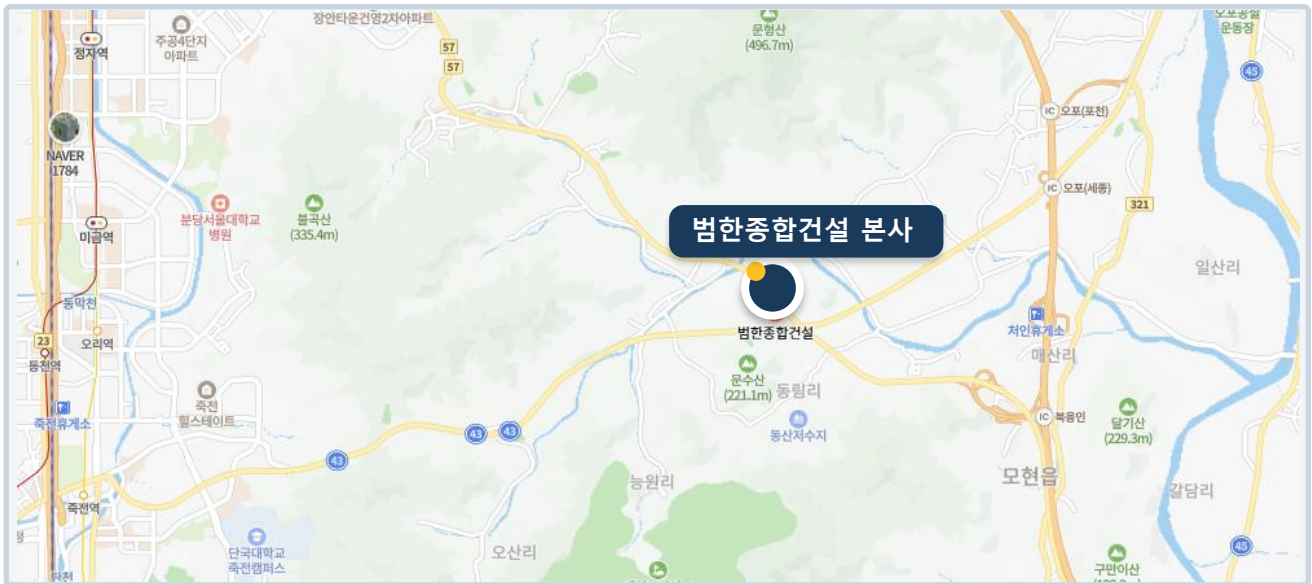 장안타운건영2차아파트
주공4단지
아파트
정자역
57
57
문형산
(496.7m)
오포공설
운동장
45
IC 오포(포천)
NAVER
1784
분당서울대학교
병원
불곡산
(335.4m)
미금역
IC 오포(세종)
321
범한종합건설 본사
일산리
동막천
23
오리역
동천역
범한종합건설
처인휴게소
매산리
문수산
(221.1m)
동림리
죽전
힐스테이트
죽전휴게소
동산저수지
IC 북용인
달기산
(229.3m)
43
43
43
모현읍
능원리
갈담리
죽전역
단국대학교
죽전캠퍼스
오산리
45
구만이산
탄천